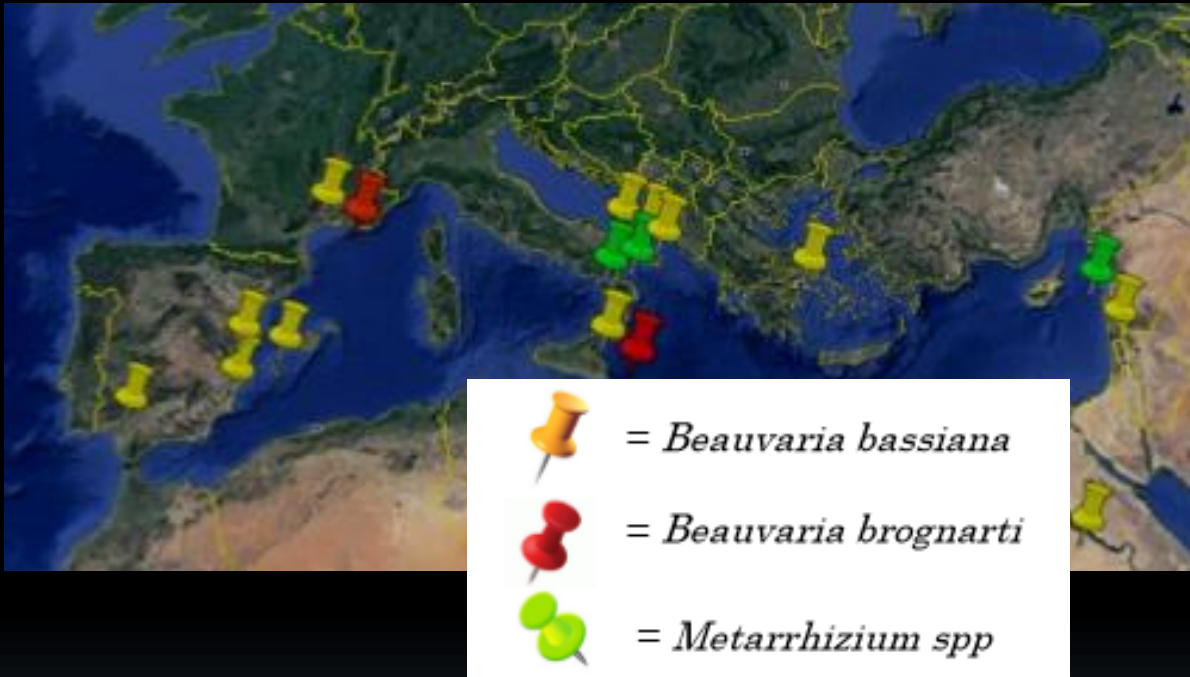 = Beauvaria bassiana
= Beauvaria brognarti
= Metarrhizium spp